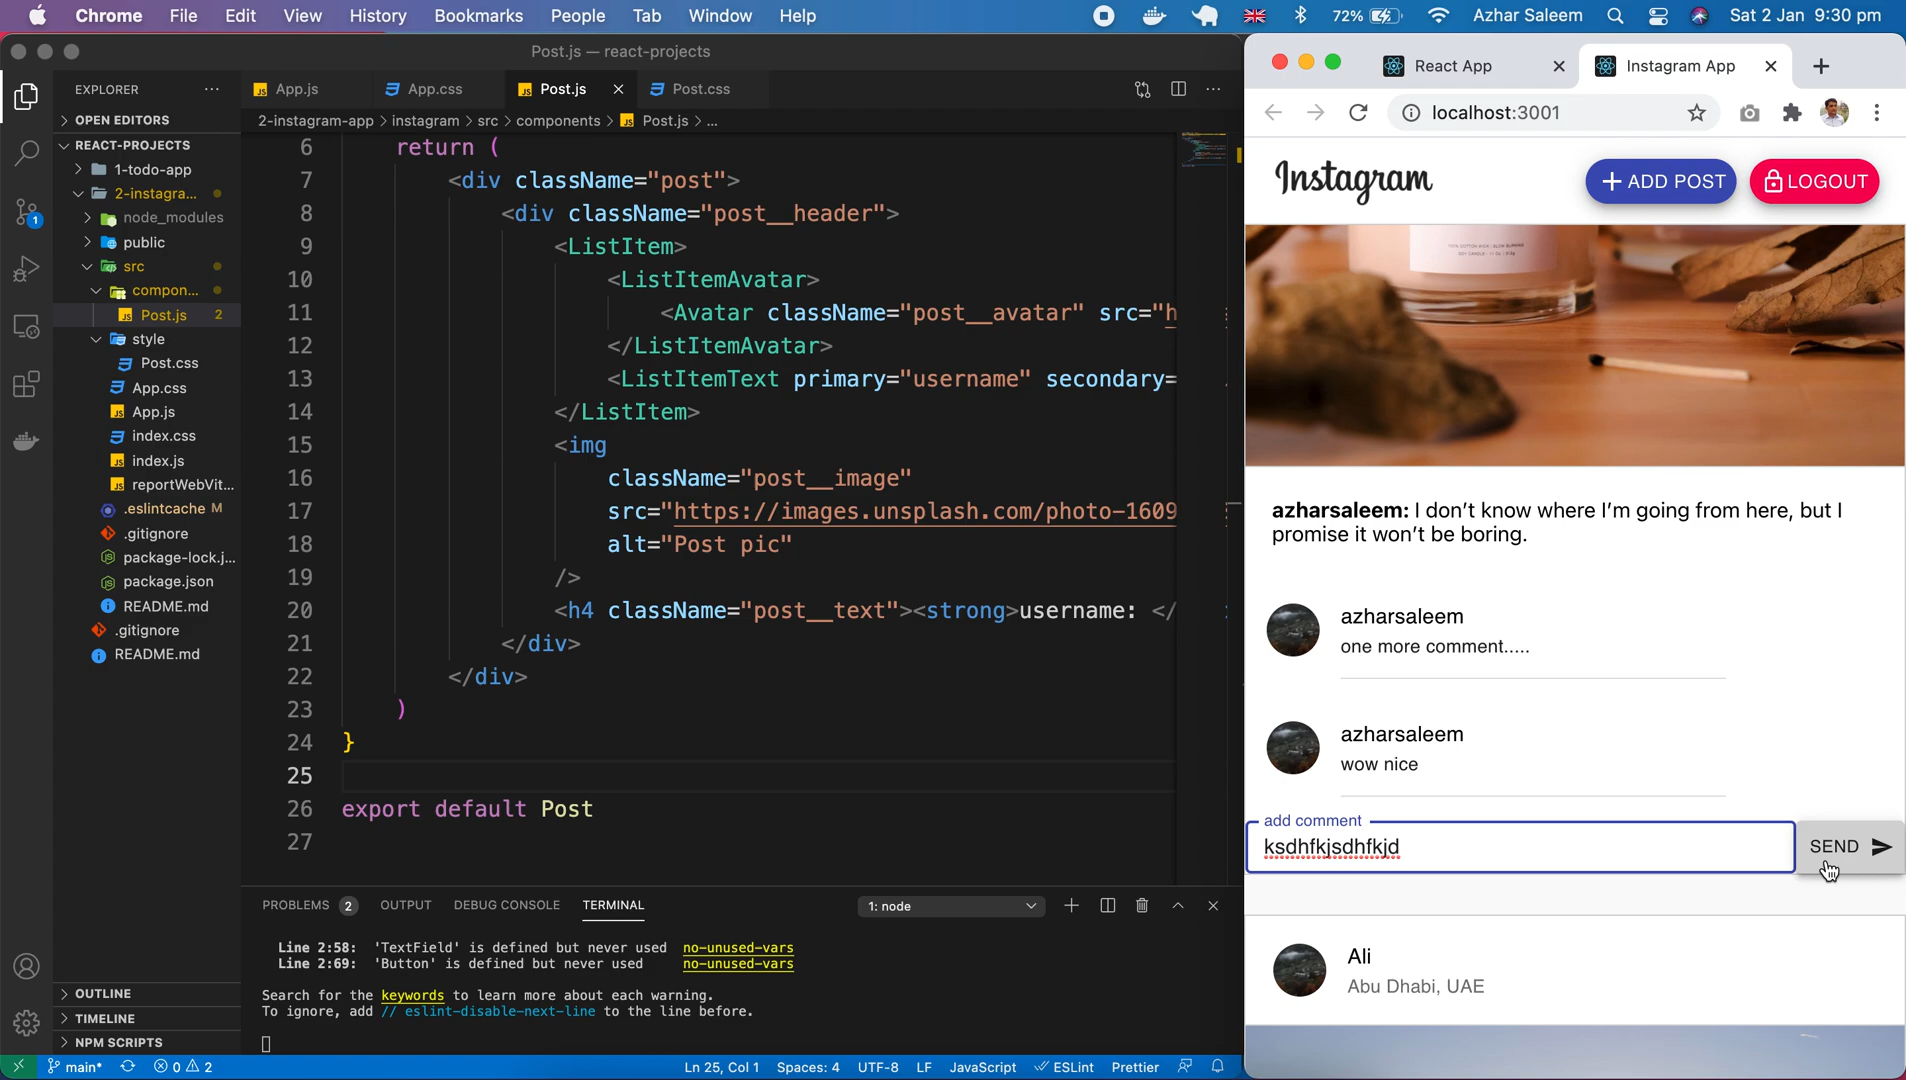 Chrome File Edit View History Bookmarks People Tab Window Help
72% Azhar Saleem Sat 2 Jan 9:30 pm
Post.js — react-projects
EXPLORER
App.js App.css Post.js Post.css
OPEN EDITORS
2-instagram-app > instagram > src > components > Post.js > ...
REACT-PROJECTS
1-todo-app
2-instagra...
node_modules
public
src
compon...
Post.js 2
style
Post.css
App.css
App.js
index.css
index.js
reportWebVit...
.eslintcache M
.gitignore
package-lock.j...
package.json
README.md
.gitignore
README.md
OUTLINE
TIMELINE
NPM SCRIPTS
1
6 return (
7 <div className="post">
8 <div className="post__header">
9 <ListItem>
10 <ListItemAvatar>
11 <Avatar className="post__avatar" src="h
12 </ListItemAvatar>
13 <ListItemText primary="username" secondary=
14 </ListItem>
15 <img
16 className="post__image"
17 src="https://images.unsplash.com/photo-1609
18 alt="Post pic"
19 />
20 <h4 className="post__text"><strong>username: </
21 </div>
22 </div>
23 )
24 }
25
26 export default Post
27
PROBLEMS 2 OUTPUT DEBUG CONSOLE TERMINAL 1: node
Line 2:58: 'TextField' is defined but never used no-unused-vars
Line 2:69: 'Button' is defined but never used no-unused-vars
Search for the keywords to learn more about each warning.
To ignore, add // eslint-disable-next-line to the line before.
main* 0 2 Ln 25, Col 1 Spaces: 4 UTF-8 LF JavaScript ESLint Prettier
React App Instagram App
localhost:3001
Instagram ADD POST LOGOUT
azharsaleem: I don't know where I'm going from here, but I
promise it won't be boring.
azharsaleem
one more comment.....
azharsaleem
wow nice
add comment
ksdhfkjsdhfkjd SEND
Ali
Abu Dhabi, UAE